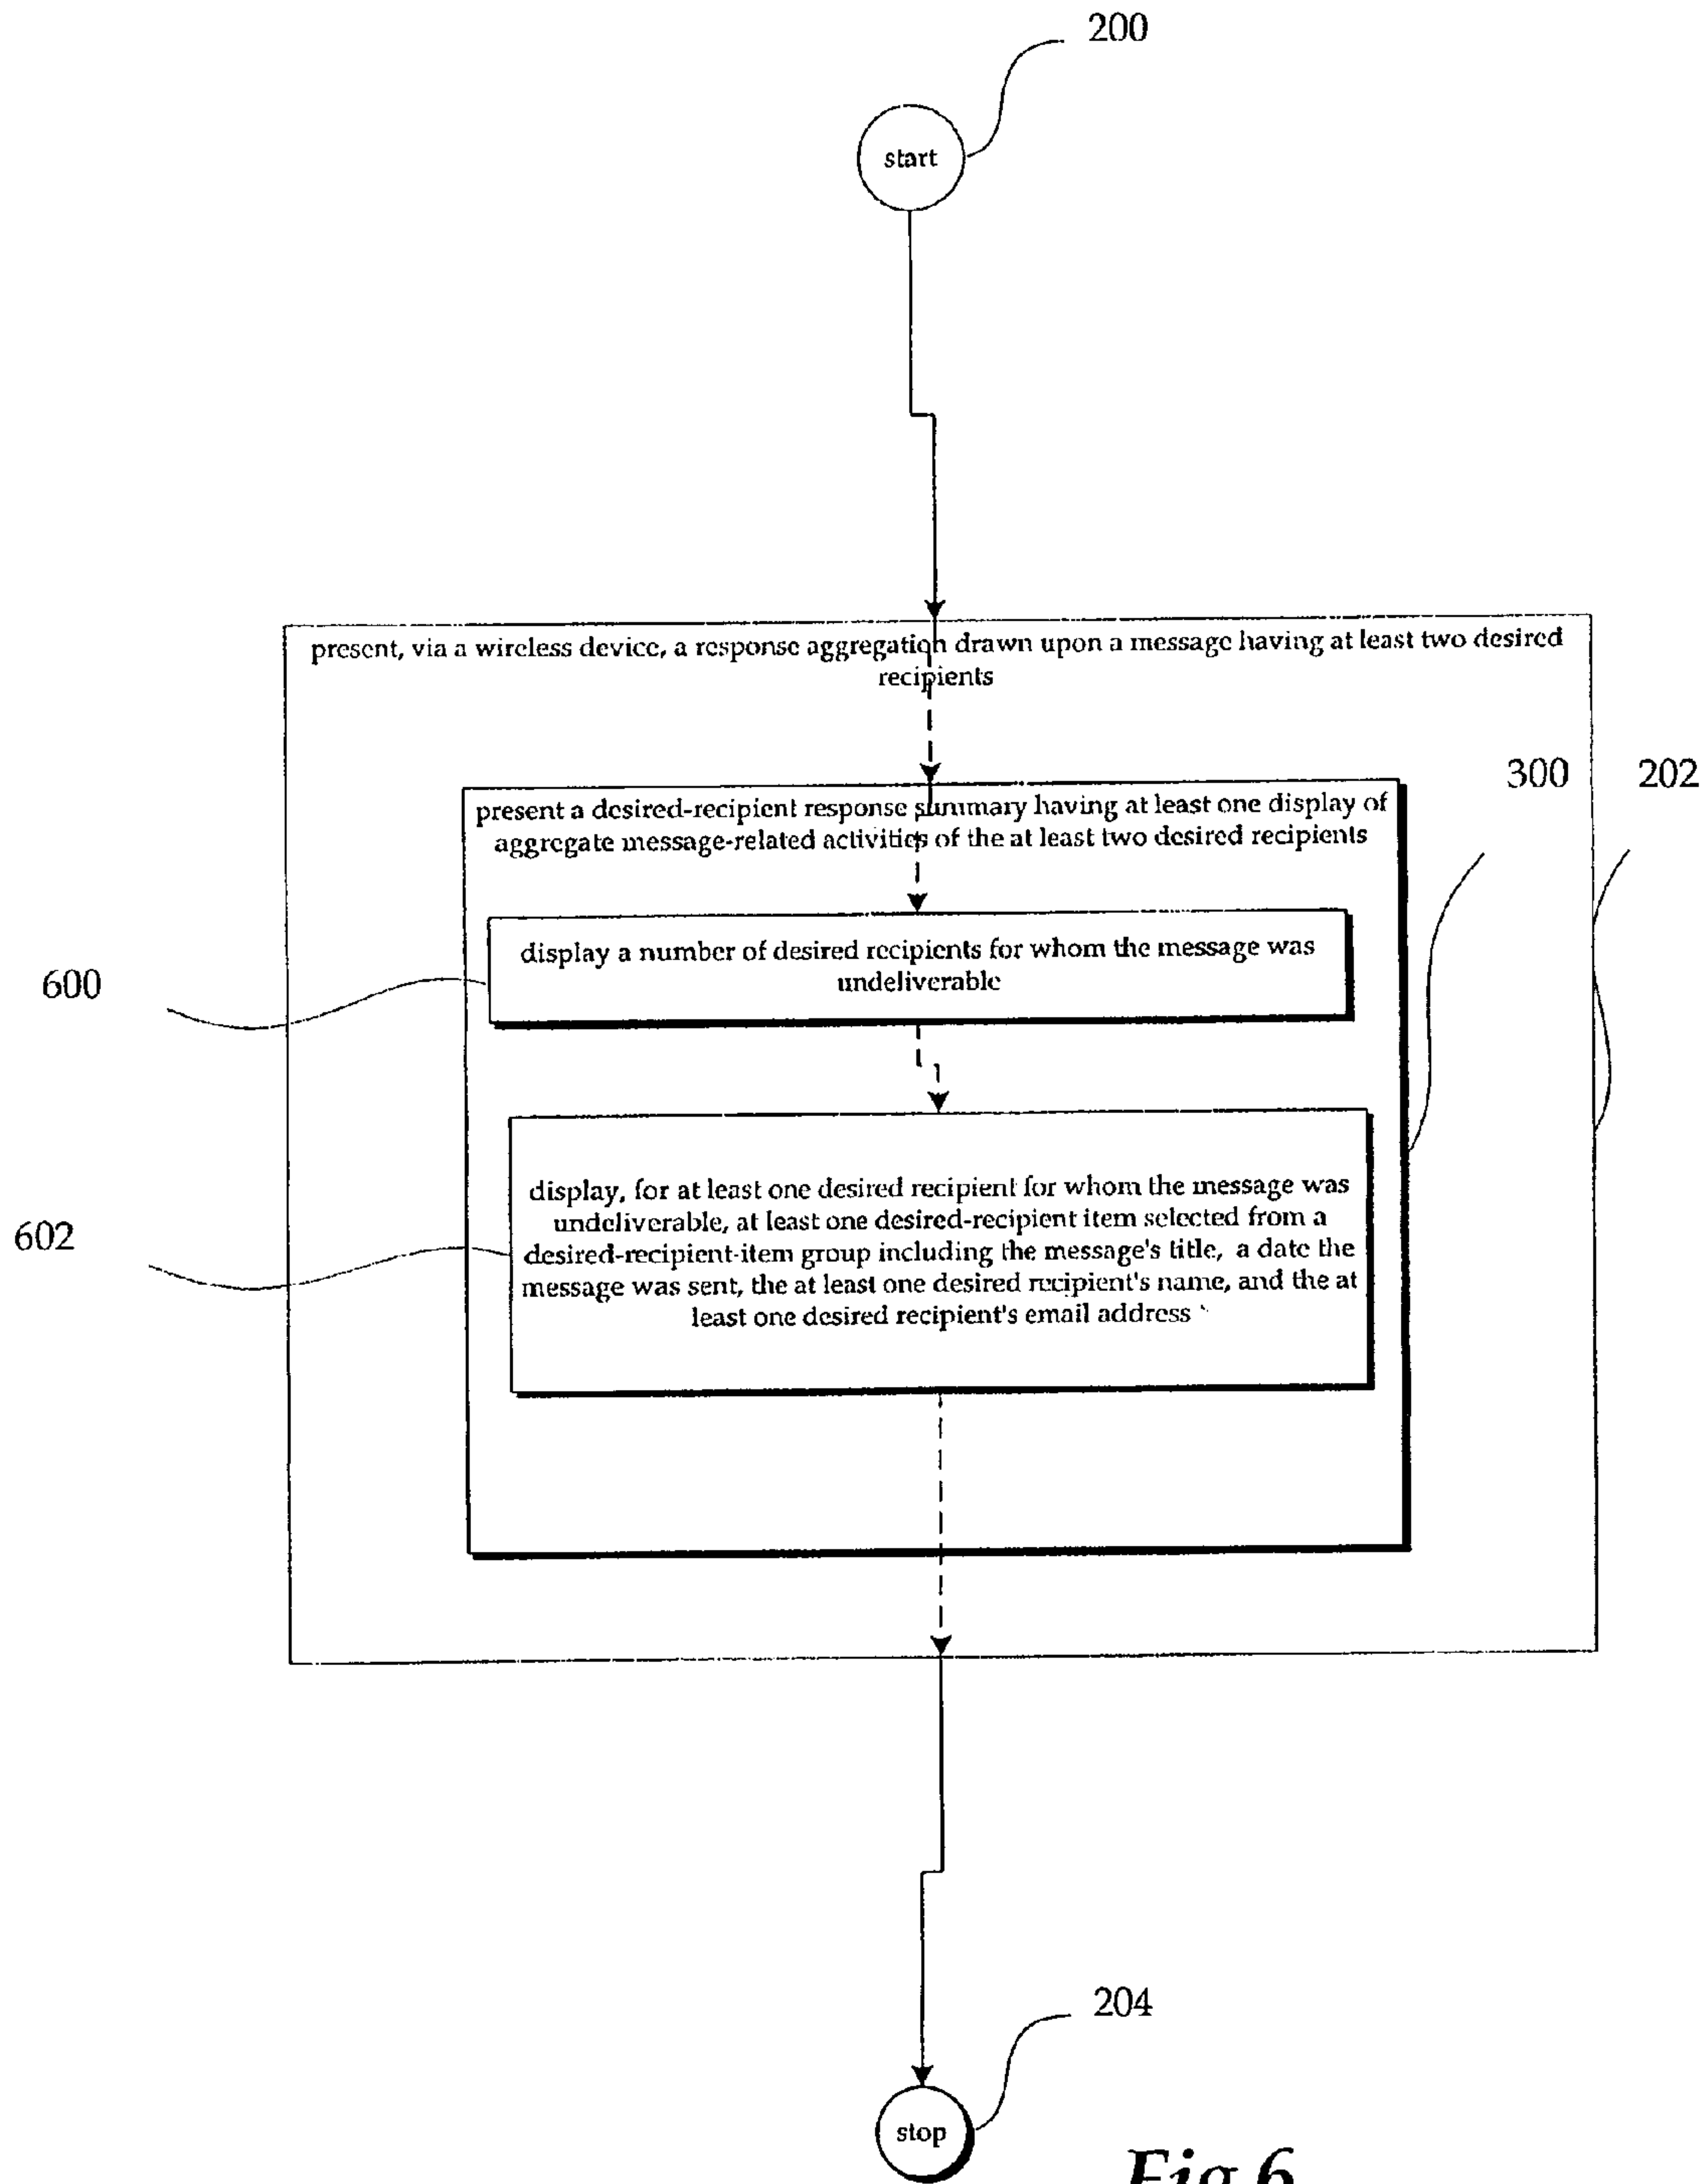 200
start
present, via a wireless device, a response aggregation drawn upon a message having at least two desired
recipients
300
202
present a desired-recipient response summary having at least one display of
aggregate message-related activities of the at least two desired recipients
600
display a number of desired recipients for whom the message was
undeliverable
602
display, for at least one desired recipient for whom the message was
undeliverable, at least one desired-recipient item selected from a
desired-recipient-item group including the message's title, a date the
message was sent, the at least one desired recipient's name, and the at
least one desired recipient's email address
204
stop
Fig 6